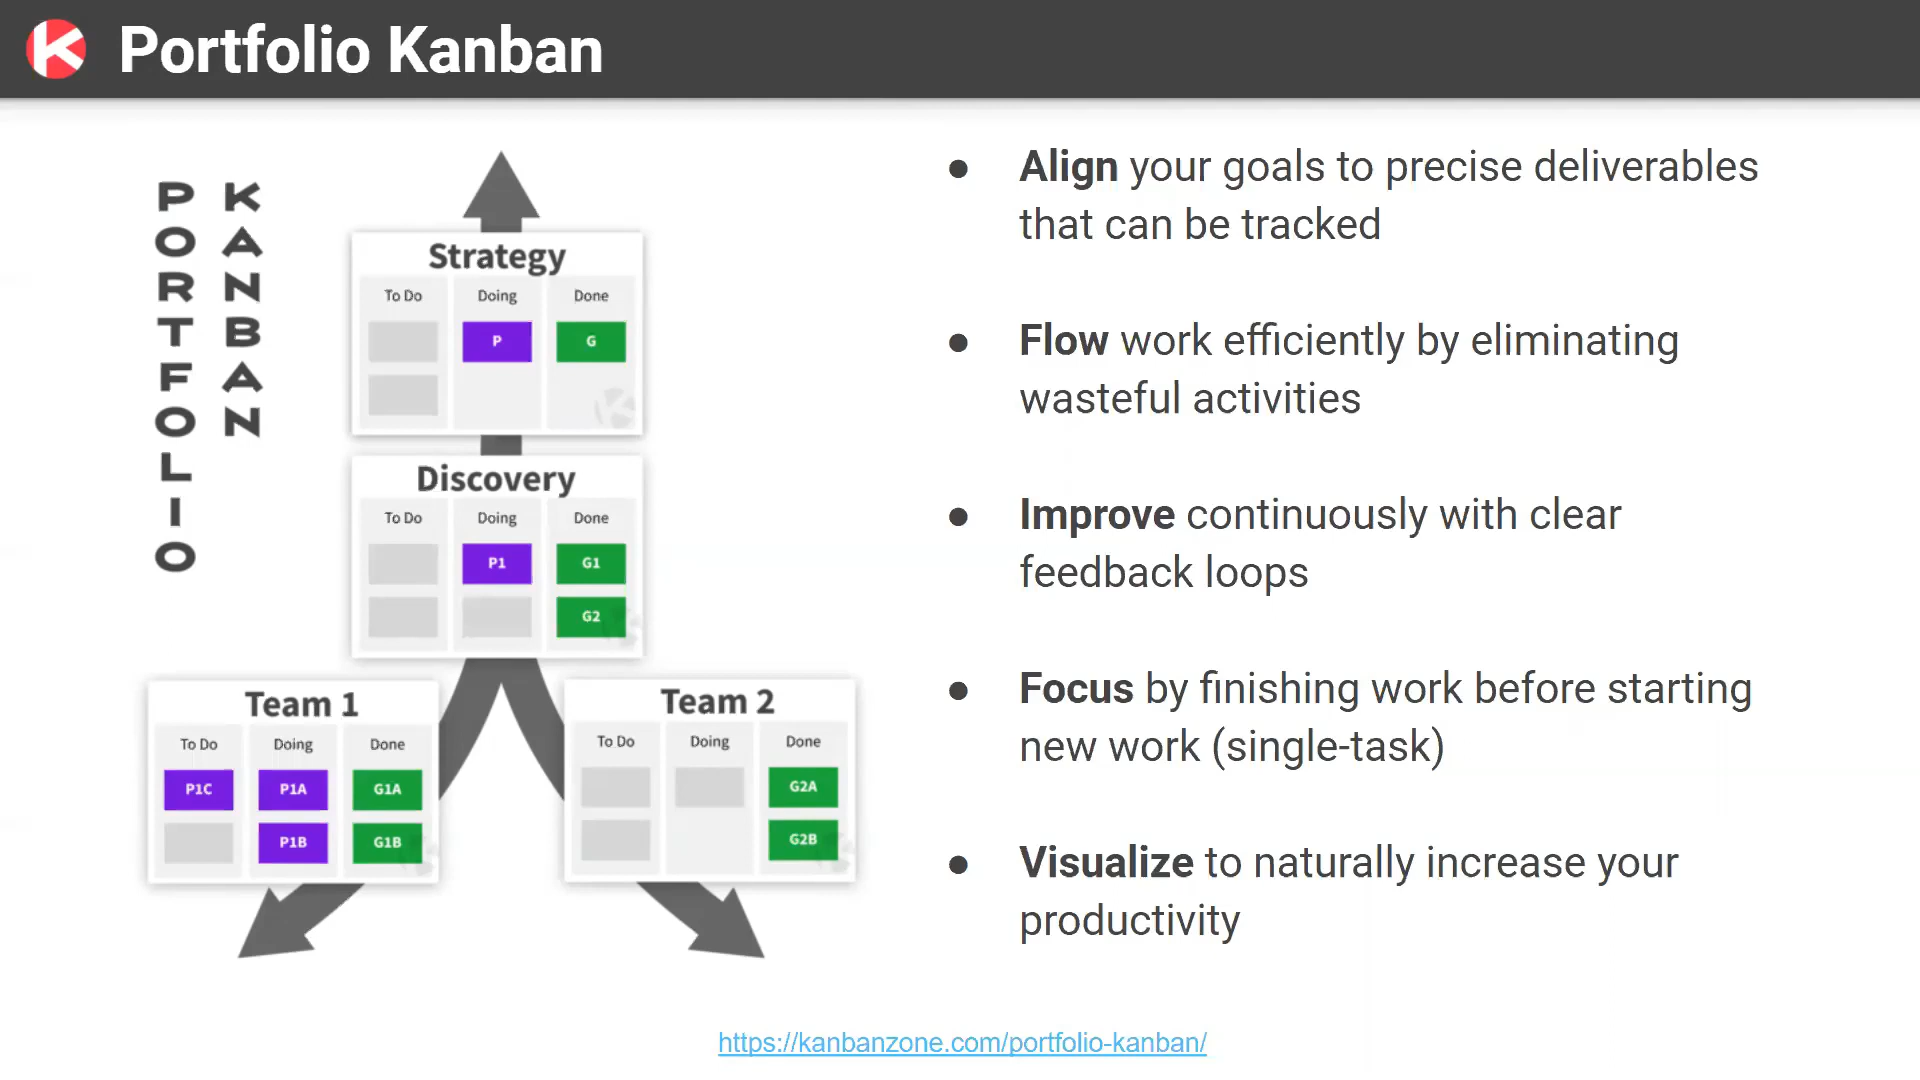 Portfolio Kanban
PORTFOLIO
KANBAN
Strategy
To Do Doing Done
P G
Discovery
To Do Doing Done
P1 G1
G2
Team 1
To Do Doing Done
P1C P1A G1A
P1B G1B
Team 2
To Do Doing Done
G2A
G2B
● Align your goals to precise deliverables
that can be tracked
● Flow work efficiently by eliminating
wasteful activities
● Improve continuously with clear
feedback loops
● Focus by finishing work before starting
new work (single-task)
● Visualize to naturally increase your
productivity
https://kanbanzone.com/portfolio-kanban/